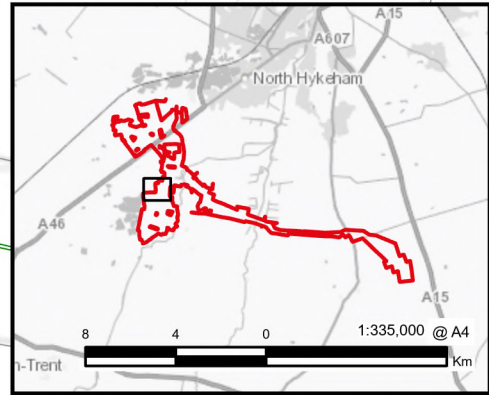 A15
A607
North Hykeham
A46
A15
8 4 0 1:335,000 @ A4
n-Trent
Km